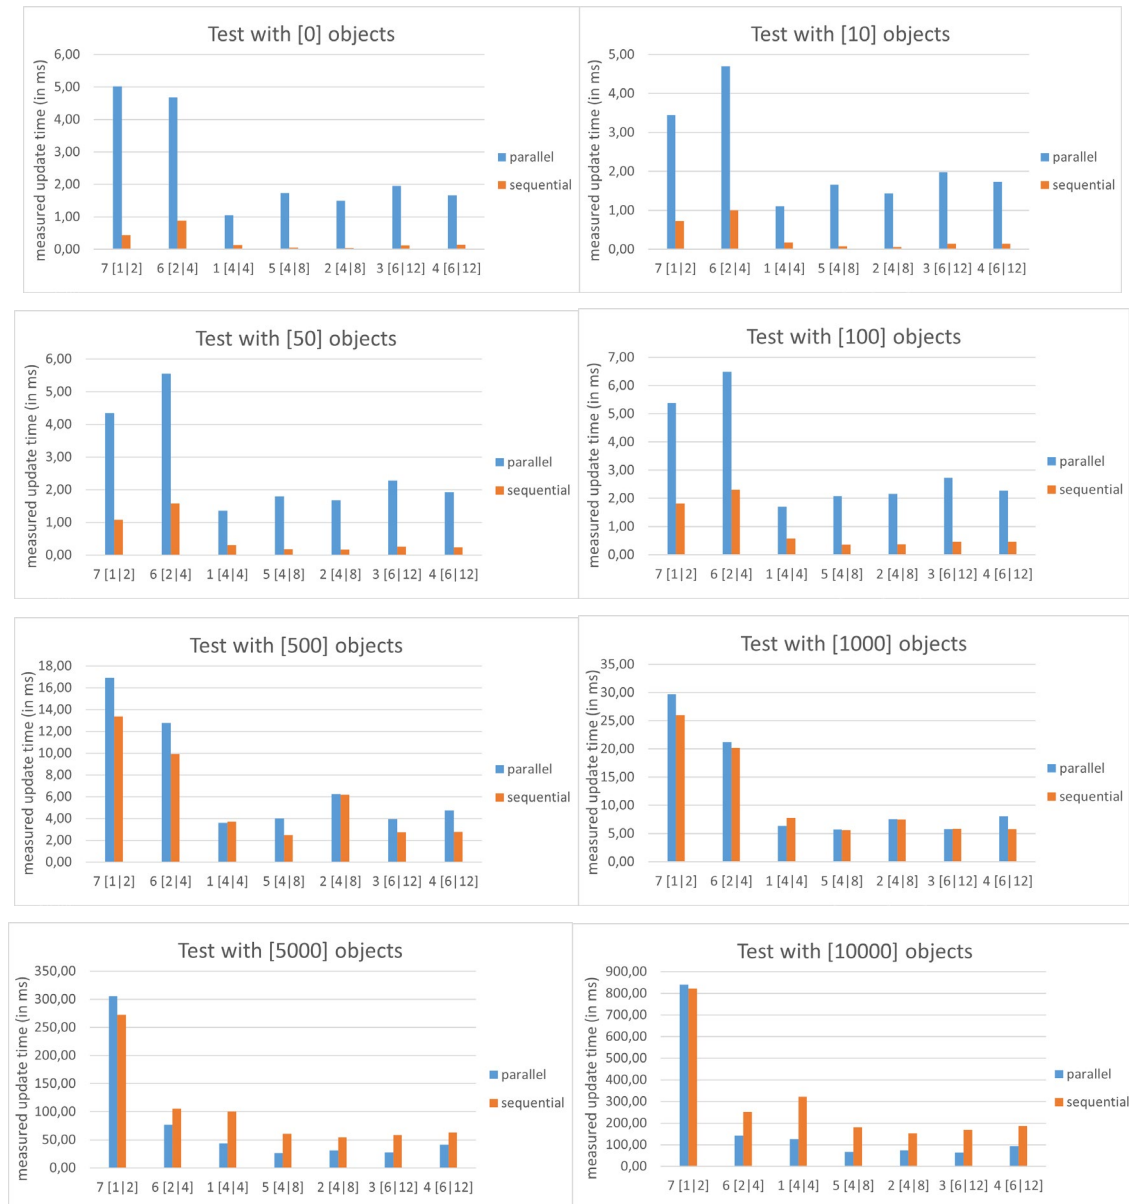 Test with [0] objects
measured update time (in ms)
6,00
5,00
4,00
3,00
2,00
1,00
0,00
7 [1|2] 6 [2|4] 1 [4|4] 5 [4|8] 2 [4|8] 3 [6|12] 4 [6|12]
parallel
sequential
Test with [10] objects
measured update time (in ms)
5,00
4,00
3,00
2,00
1,00
0,00
7 [1|2] 6 [2|4] 1 [4|4] 5 [4|8] 2 [4|8] 3 [6|12] 4 [6|12]
parallel
sequential
Test with [50] objects
measured update time (in ms)
6,00
5,00
4,00
3,00
2,00
1,00
0,00
7 [1|2] 6 [2|4] 1 [4|4] 5 [4|8] 2 [4|8] 3 [6|12] 4 [6|12]
parallel
sequential
Test with [100] objects
measured update time (in ms)
7,00
6,00
5,00
4,00
3,00
2,00
1,00
0,00
7 [1|2] 6 [2|4] 1 [4|4] 5 [4|8] 2 [4|8] 3 [6|12] 4 [6|12]
parallel
sequential
Test with [500] objects
measured update time (in ms)
18,00
16,00
14,00
12,00
10,00
8,00
6,00
4,00
2,00
0,00
7 [1|2] 6 [2|4] 1 [4|4] 5 [4|8] 2 [4|8] 3 [6|12] 4 [6|12]
parallel
sequential
Test with [1000] objects
measured update time (in ms)
35,00
30,00
25,00
20,00
15,00
10,00
5,00
0,00
7 [1|2] 6 [2|4] 1 [4|4] 5 [4|8] 2 [4|8] 3 [6|12] 4 [6|12]
parallel
sequential
Test with [5000] objects
measured update time (in ms)
350,00
300,00
250,00
200,00
150,00
100,00
50,00
0,00
7 [1|2] 6 [2|4] 1 [4|4] 5 [4|8] 2 [4|8] 3 [6|12] 4 [6|12]
parallel
sequential
Test with [10000] objects
measured update time (in ms)
900,00
800,00
700,00
600,00
500,00
400,00
300,00
200,00
100,00
0,00
7 [1|2] 6 [2|4] 1 [4|4] 5 [4|8] 2 [4|8] 3 [6|12] 4 [6|12]
parallel
sequential